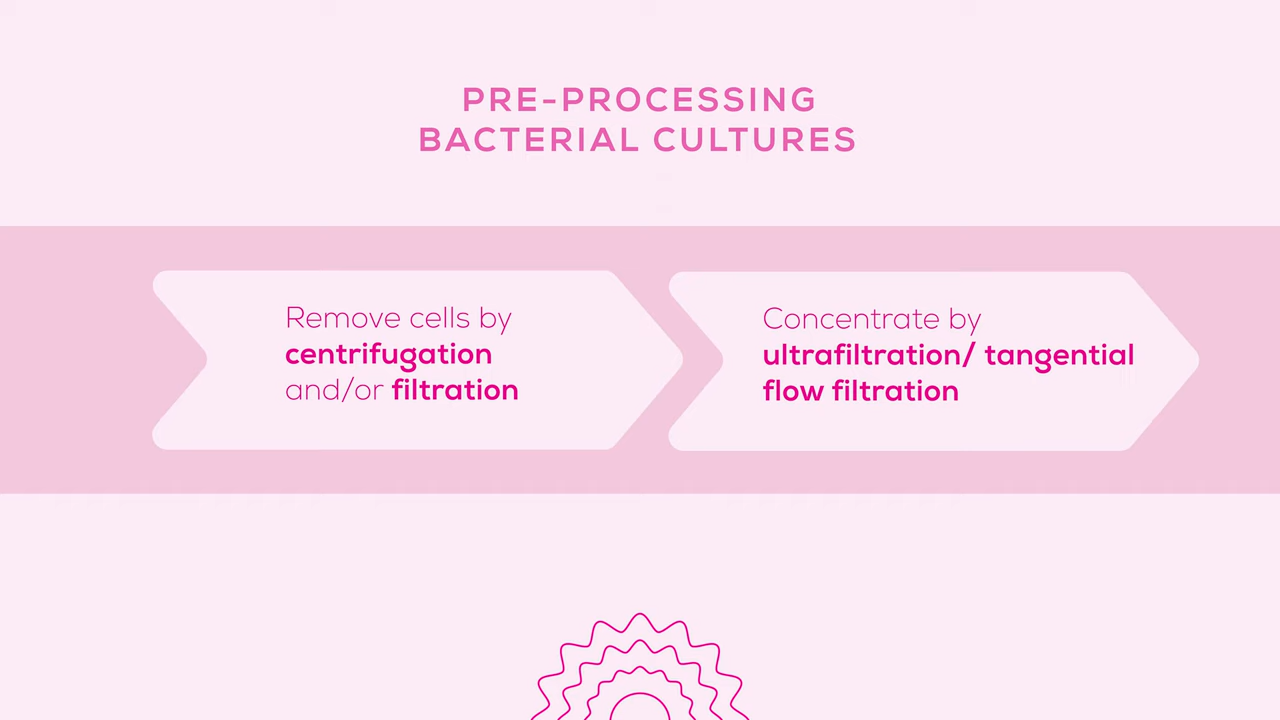 PRE-PROCESSING
BACTERIAL CULTURES
Remove cells by
centrifugation
and/or filtration
Concentrate by
ultrafiltration/ tangential
flow filtration